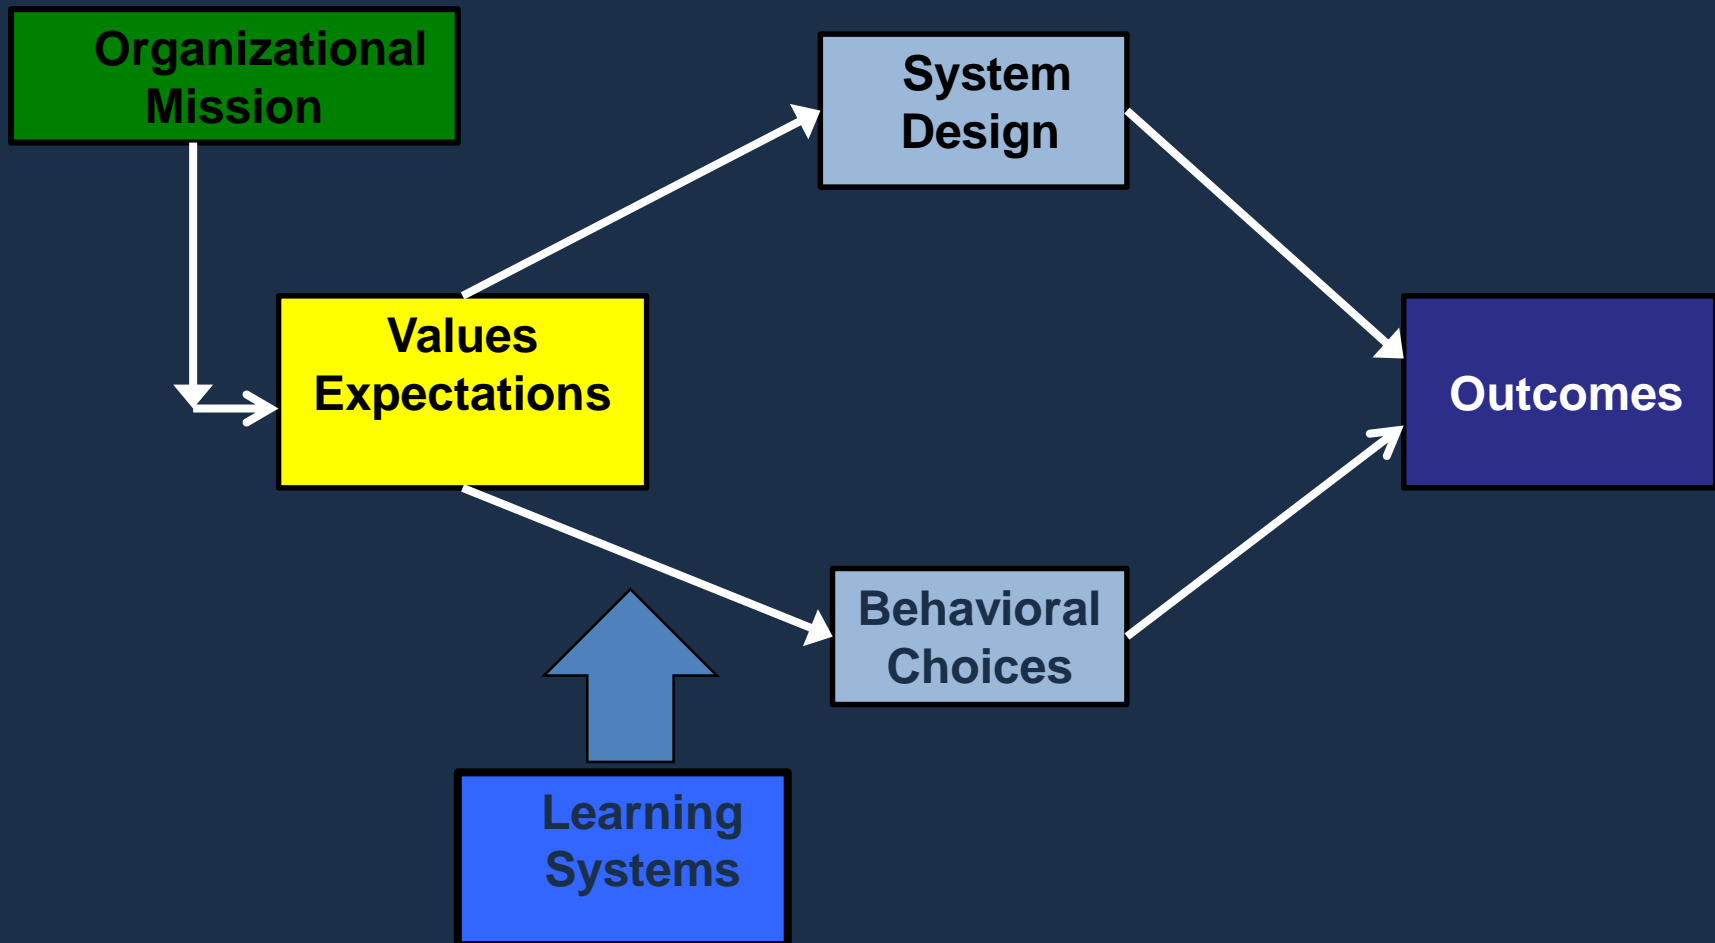 Organizational
Mission
System
Design
Values
Expectations
Outcomes
Behavioral
Choices
Learning
Systems